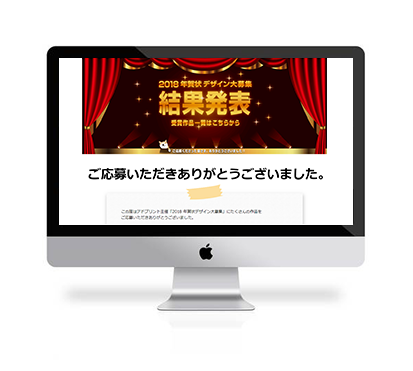 2018 年賀状 デザイン大募集
結果発表
受賞作品一覧はこちらから
ご応募いただきありがとうございました。
この度はアドプリント主催「2018 年賀状デザイン大募集」にたくさんの作品を
ご応募いただきありがとうございました。